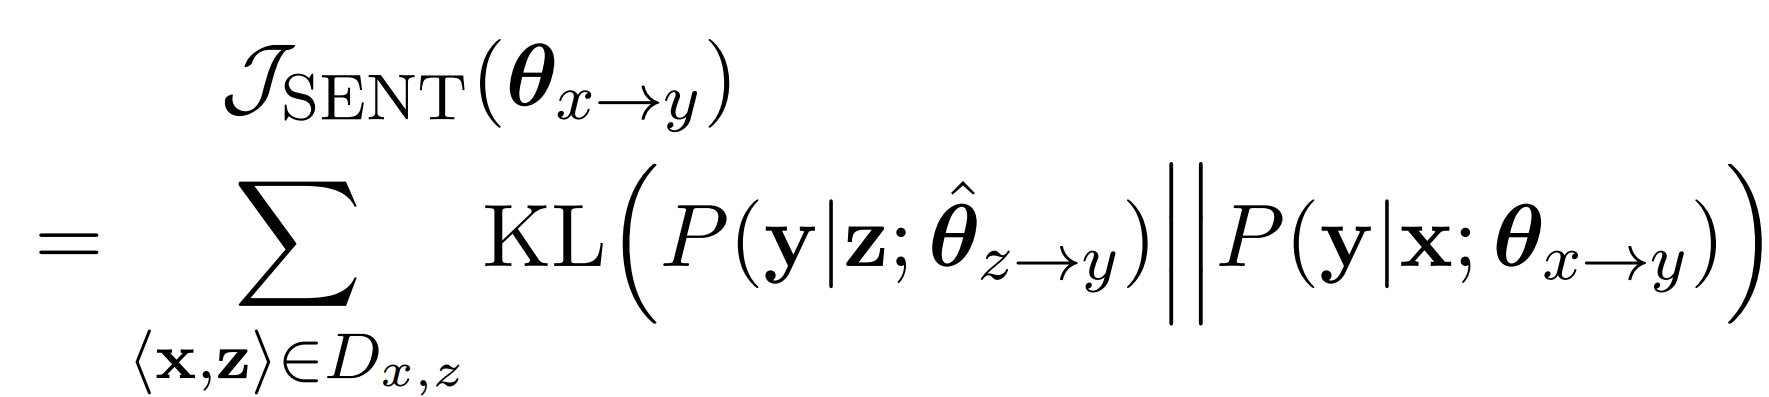 𝒥_SENT(𝜽_{x→y})
= ∑_{⟨𝐱,𝐳⟩∈D_{x,z}} KL(P(𝐲|𝐳; 𝜽̂_{z→y})||P(𝐲|𝐱; 𝜽_{x→y}))